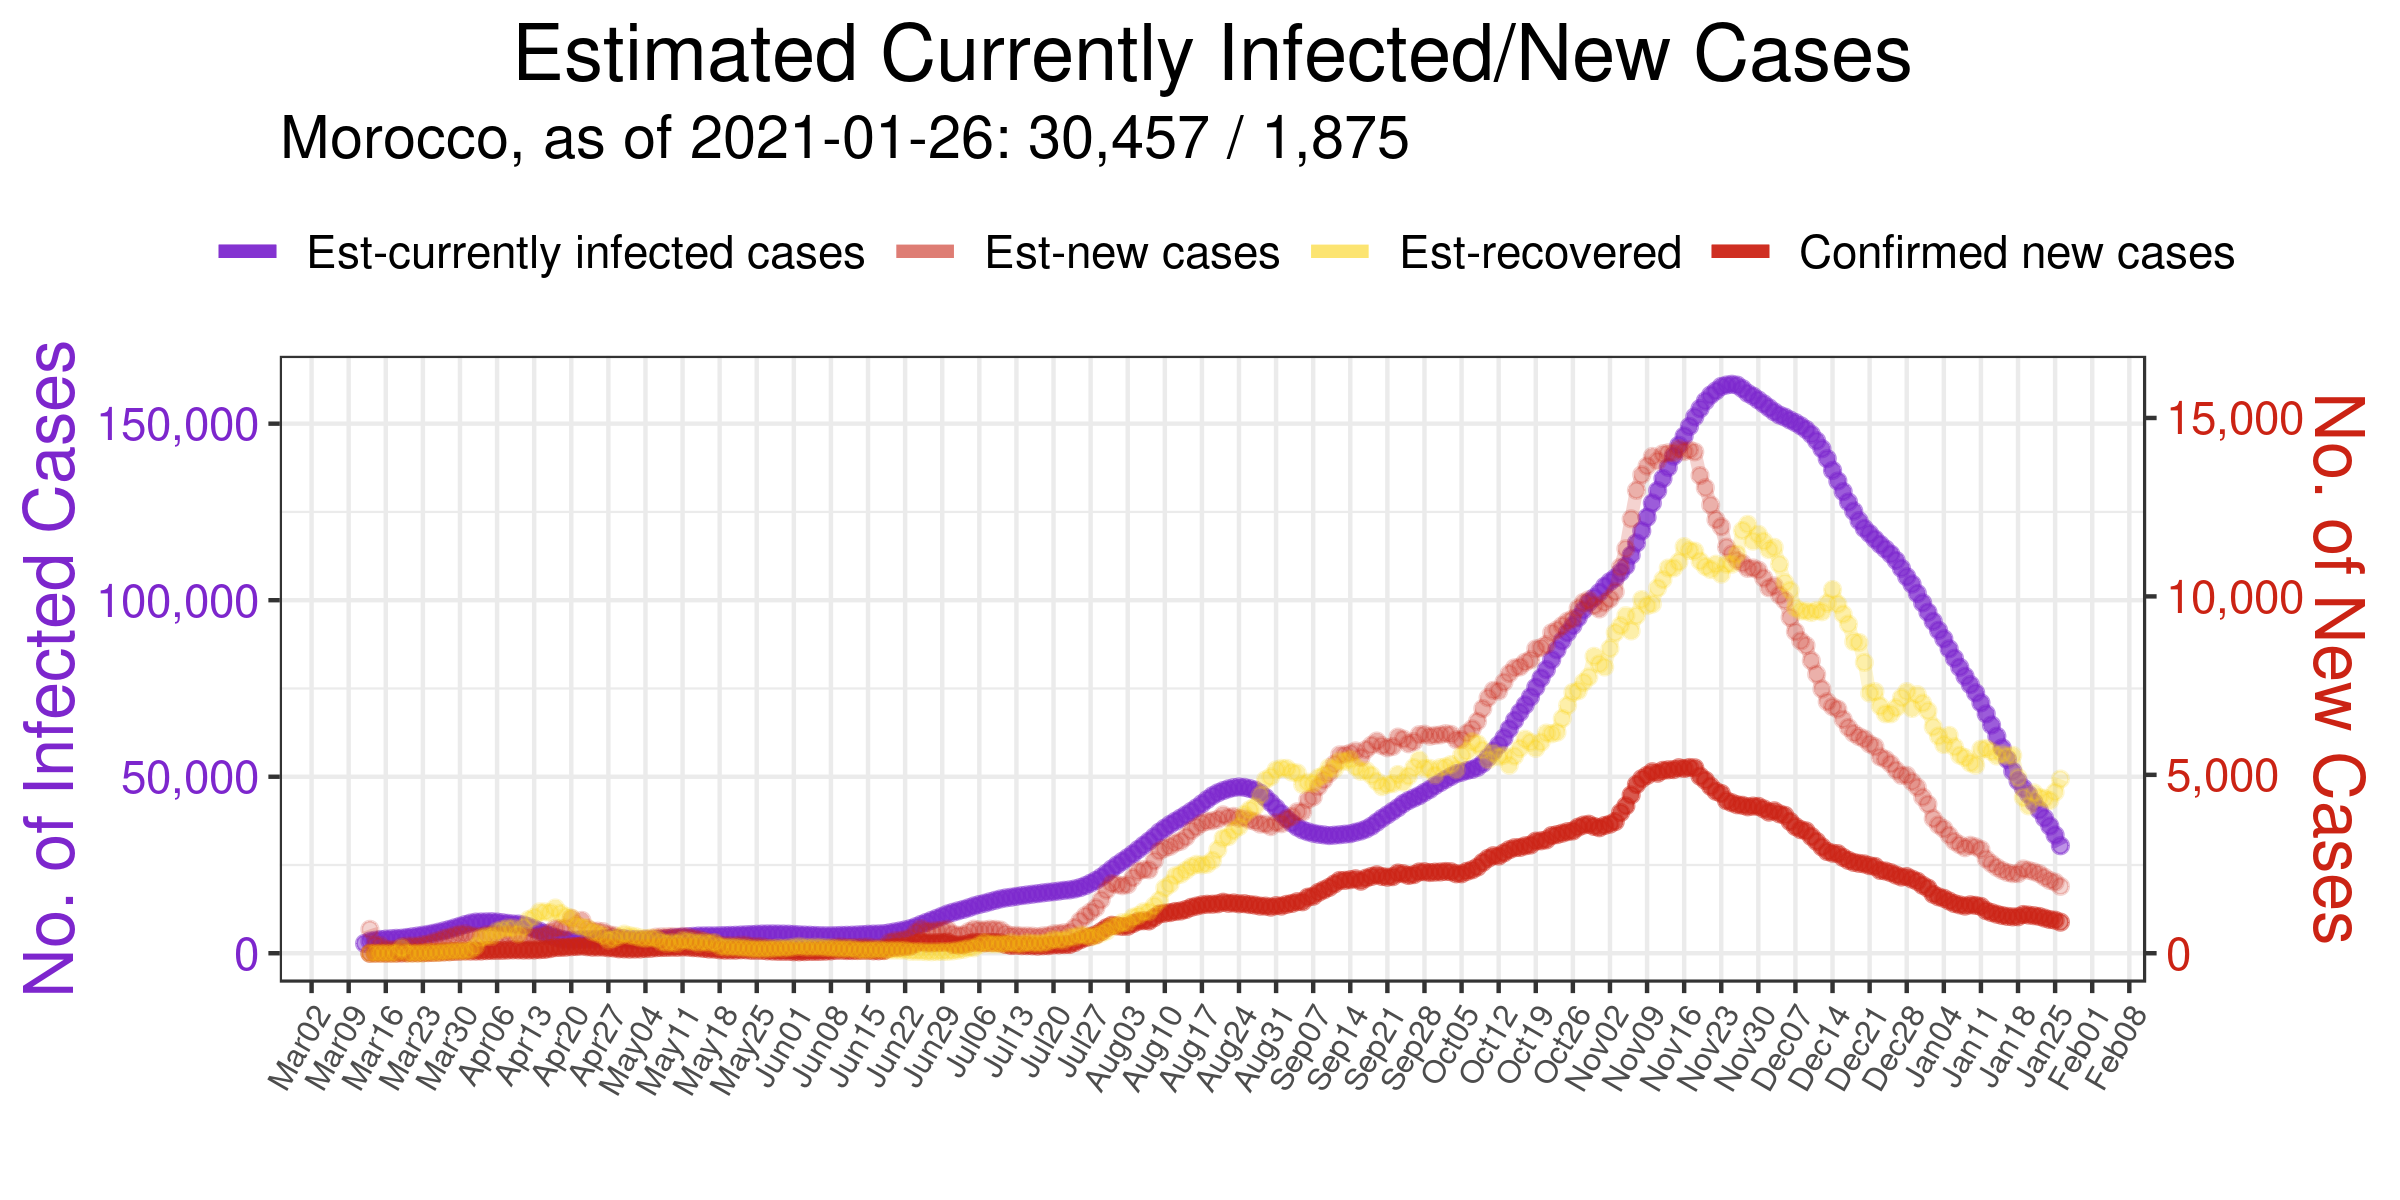 Estimated Currently Infected/New Cases
Morocco, as of 2021-01-26: 30,457 / 1,875
Est-currently infected cases Est-new cases Est-recovered Confirmed new cases
No. of Infected Cases
150,000
100,000
50,000
0
15,000
10,000
5,000
0
No. of New Cases
Mar02 Mar09 Mar16 Mar23 Mar30 Apr06 Apr13 Apr20 Apr27 May04 May11 May18 May25 Jun01 Jun08 Jun15 Jun22 Jun29 Jul06 Jul13 Jul20 Jul27 Aug03 Aug10 Aug17 Aug24 Aug31 Sep07 Sep14 Sep21 Sep28 Oct05 Oct12 Oct19 Oct26 Nov02 Nov09 Nov16 Nov23 Nov30 Dec07 Dec14 Dec21 Dec28 Jan04 Jan11 Jan18 Jan25 Feb01 Feb08